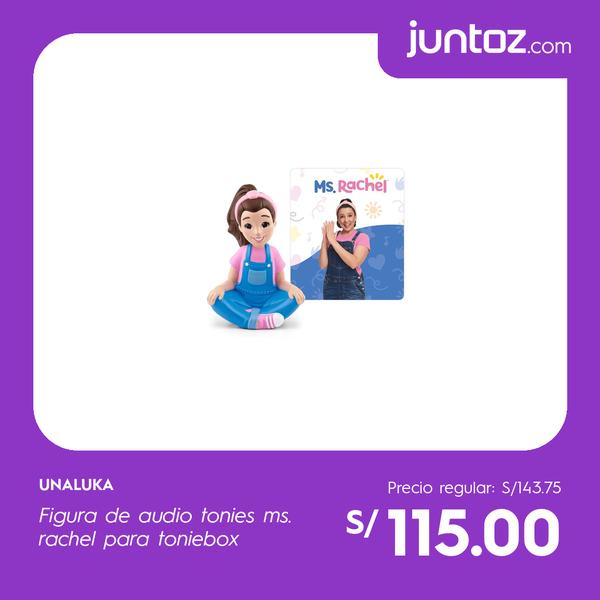 juntoz.com
Ms. Rachel
UNALUKA
Figura de audio tonies ms.
rachel para toniebox
Precio regular: S/143.75
S/115.00